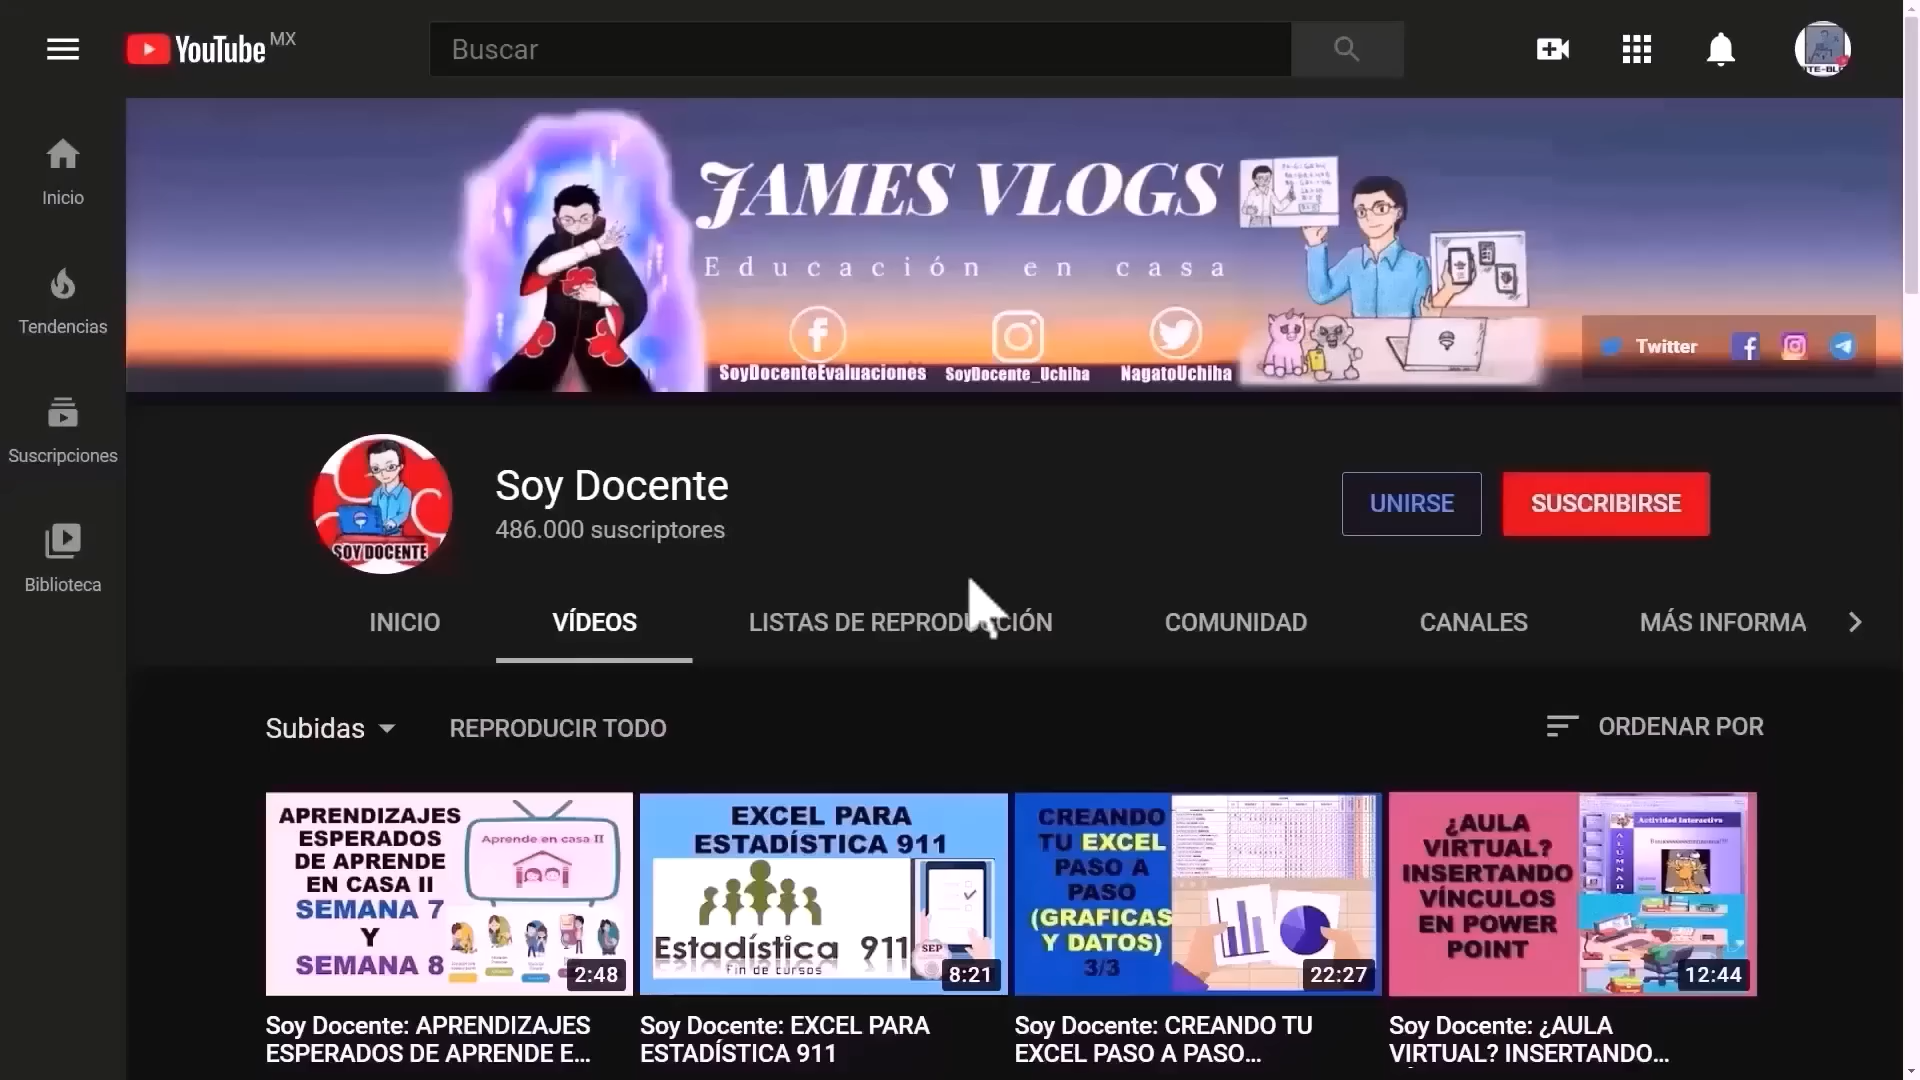 YouTube MX
Buscar
Inicio
Tendencias
Suscripciones
Biblioteca
JAMES VLOGS
Educación en casa
SoyDocenteEvaluaciones
SoyDocente_Uchiha
NagatoUchiha
Twitter
SOY DOCENTE
Soy Docente
486.000 suscriptores
UNIRSE
SUSCRIBIRSE
INICIO
VÍDEOS
LISTAS DE REPRODUCCIÓN
COMUNIDAD
CANALES
MÁS INFORMA
Subidas
REPRODUCIR TODO
ORDENAR POR
APRENDIZAJES
ESPERADOS
DE APRENDE
EN CASA II
SEMANA 7
Y
SEMANA 8
Aprende en casa II
2:48
EXCEL PARA
ESTADÍSTICA 911
Estadística 911
Fin de cursos
SEP
8:21
CREANDO
TU EXCEL
PASO A
PASO
(GRAFICAS
Y DATOS)
3/3
22:27
¿AULA
VIRTUAL?
INSERTANDO
VÍNCULOS
EN POWER
POINT
Actividad Interactiva
ALUMNAD
12:44
Soy Docente: APRENDIZAJES
ESPERADOS DE APRENDE E...
Soy Docente: EXCEL PARA
ESTADÍSTICA 911
Soy Docente: CREANDO TU
EXCEL PASO A PASO...
Soy Docente: ¿AULA
VIRTUAL? INSERTANDO...